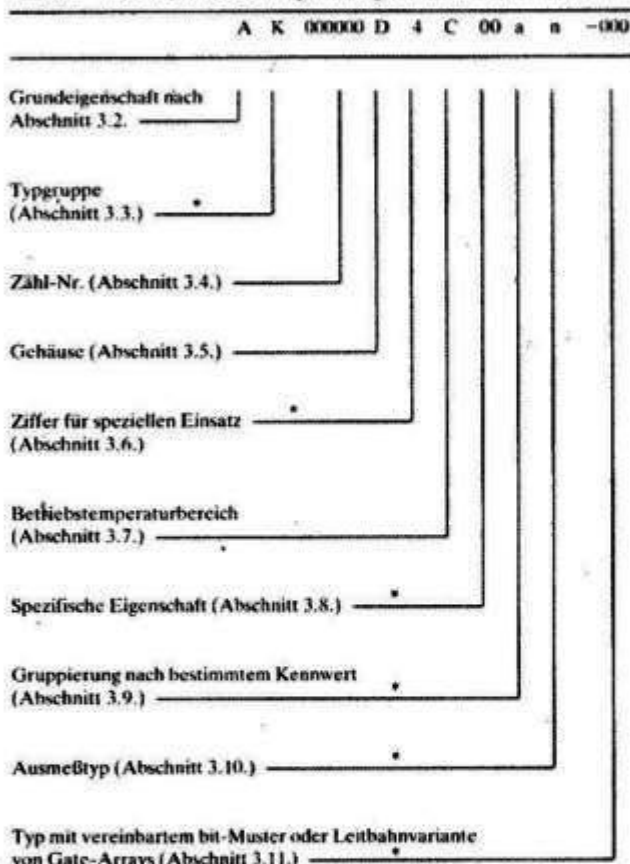 A K 000000 D 4 C 00 a n -000
Grundeigenschaft nach
Abschnitt 3.2.
Typgruppe
(Abschnitt 3.3.)
Zähl-Nr. (Abschnitt 3.4.)
Gehäuse (Abschnitt 3.5.)
Ziffer für speziellen Einsatz
(Abschnitt 3.6.)
Betriebstemperaturbereich
(Abschnitt 3.7.)
Spezifische Eigenschaft (Abschnitt 3.8.)
Gruppierung nach bestimmtem Kennwert
(Abschnitt 3.9.)
Ausmeßtyp (Abschnitt 3.10.)
Typ mit vereinbartem bit-Muster oder Leitbahnvariante
von Gate-Arrays (Abschnitt 3.11.)